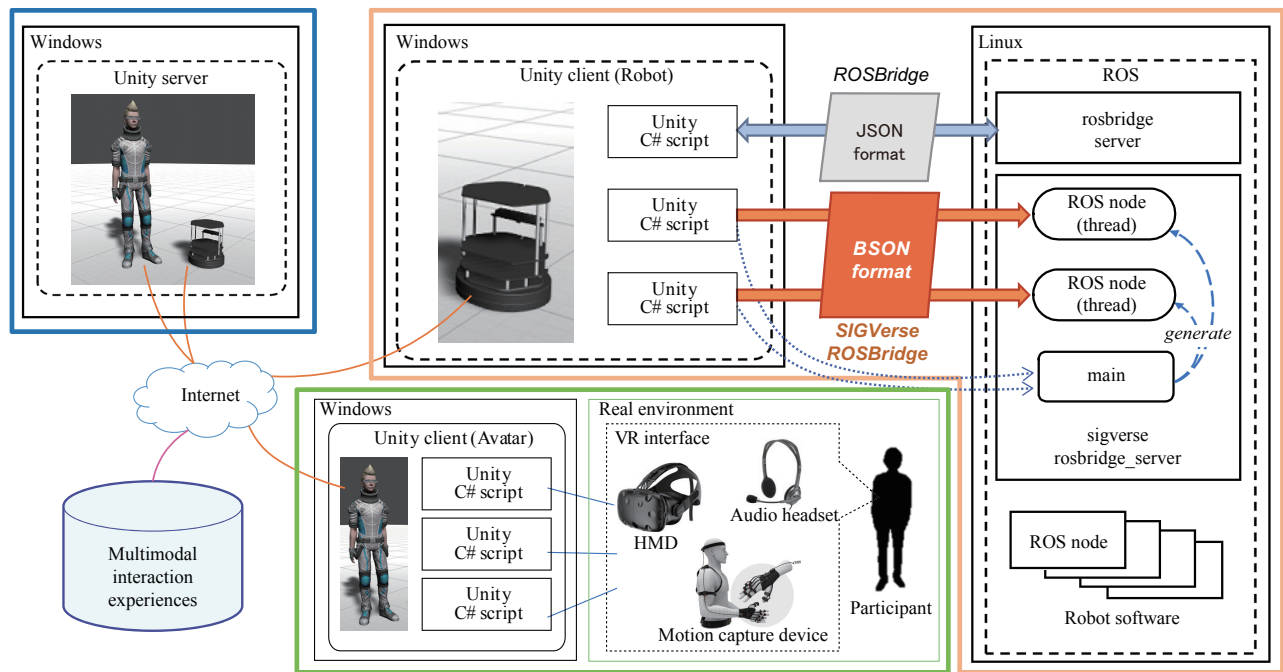 Windows
Unity server
Internet
Multimodal
interaction
experiences
Windows
Unity client (Robot)
Unity
C# script
Unity
C# script
Unity
C# script
ROSBridge
JSON
format
BSON
format
SIGVerse
ROSBridge
Linux
ROS
rosbridge
server
ROS node
(thread)
ROS node
(thread)
generate
main
sigverse
rosbridge_server
ROS node
Robot software
Windows
Unity client (Avatar)
Unity
C# script
Unity
C# script
Unity
C# script
Real environment
VR interface
HMD
Audio headset
Motion capture device
Participant